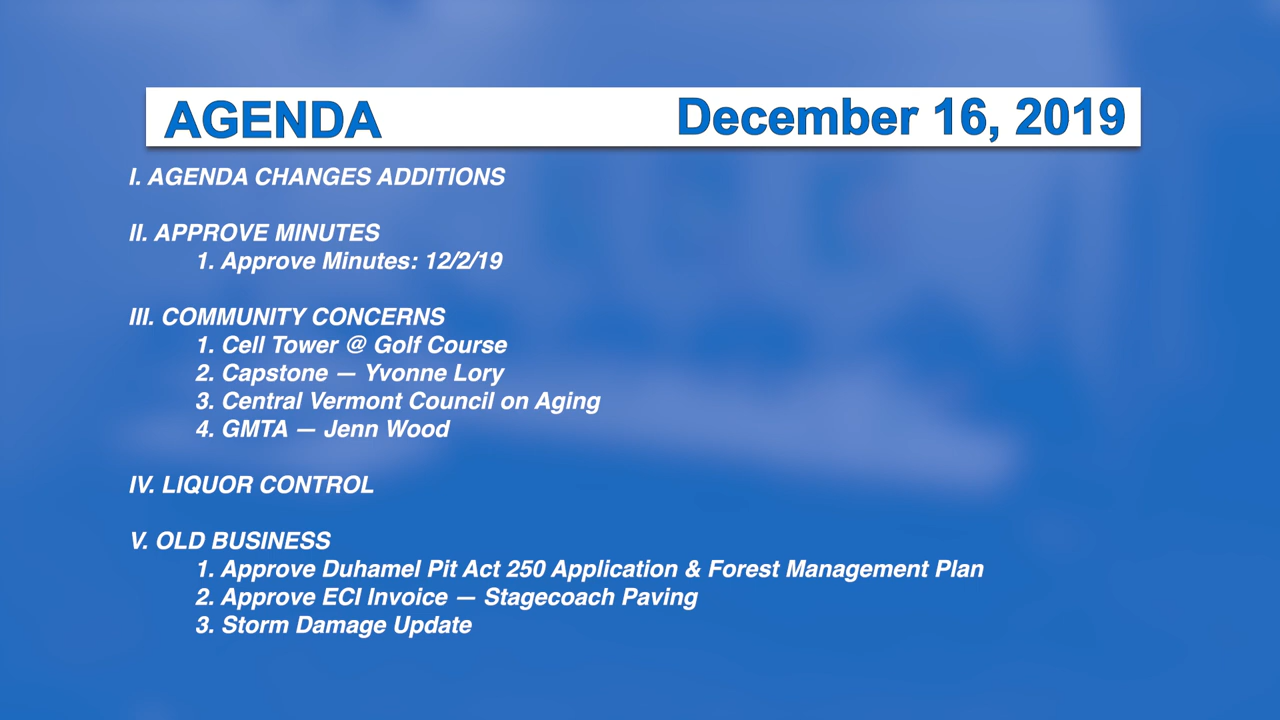 AGENDA December 16, 2019
I. AGENDA CHANGES ADDITIONS
II. APPROVE MINUTES
1. Approve Minutes: 12/2/19
III. COMMUNITY CONCERNS
1. Cell Tower @ Golf Course
2. Capstone — Yvonne Lory
3. Central Vermont Council on Aging
4. GMTA — Jenn Wood
IV. LIQUOR CONTROL
V. OLD BUSINESS
1. Approve Duhamel Pit Act 250 Application & Forest Management Plan
2. Approve ECI Invoice — Stagecoach Paving
3. Storm Damage Update